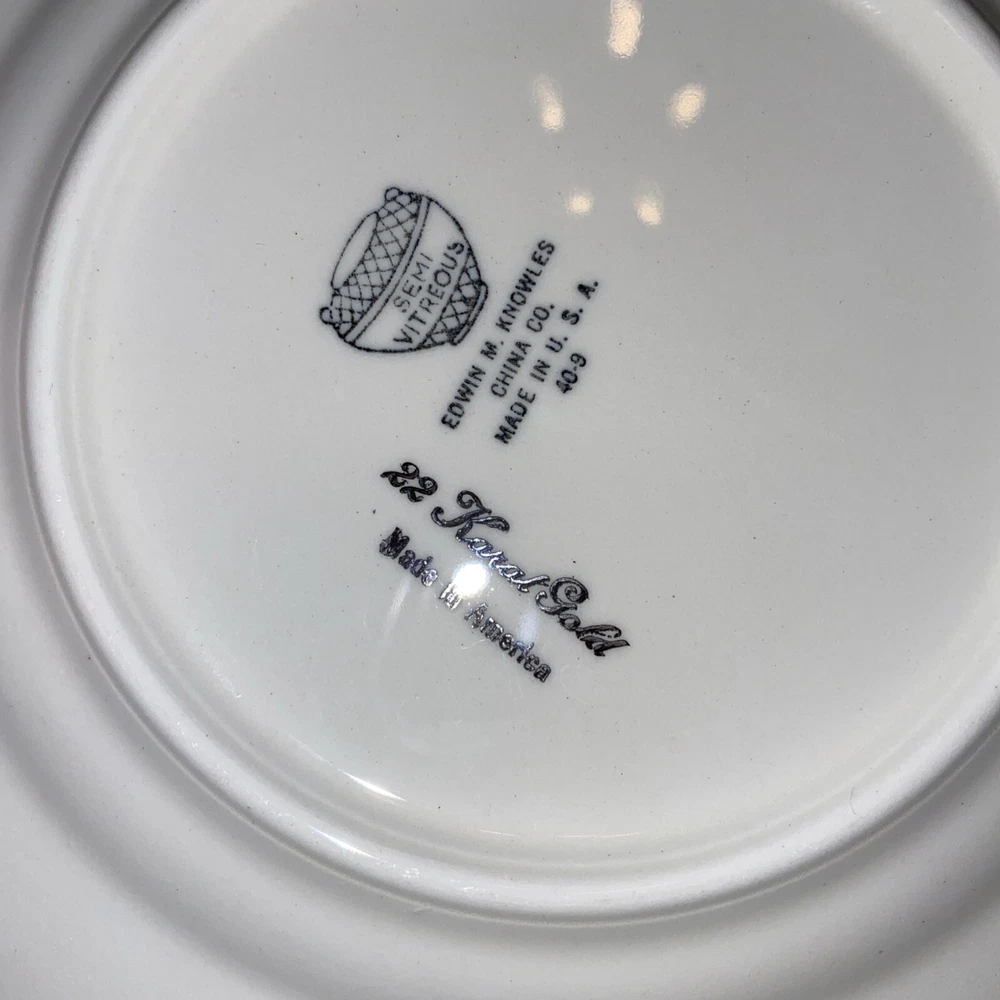 SEMI
VITREOUS
EDWIN M. KNOWLES
CHINA CO.
MADE IN U. S. A.
40-9
22 Karat Gold
Made in America